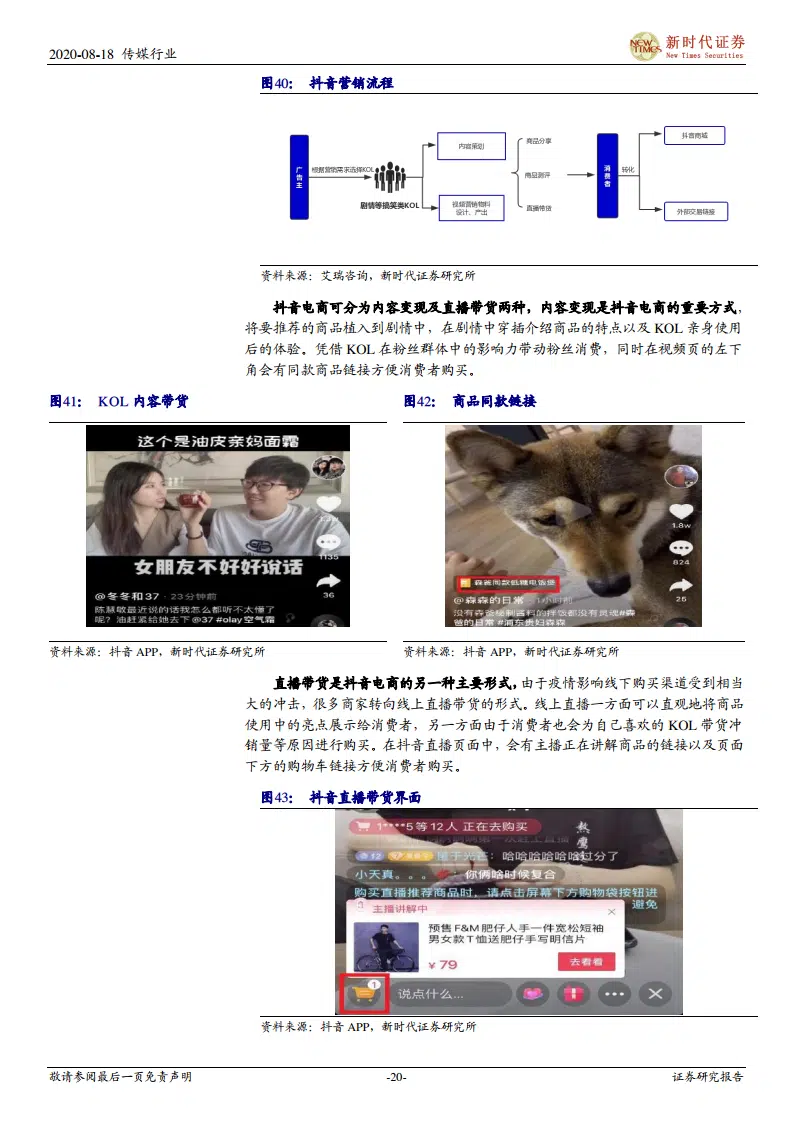 2020-08-18 传媒行业
新时代证券
New Times Securities
NEW TIMES
图40： 抖音营销流程
广告主
根据营销需求选择KOL
剧情等搞笑类KOL
内容策划
视频营销物料
设计、产出
商品分享
商品测评
直播带货
消费者
转化
抖音商城
外部交易链接
资料来源：艾瑞咨询，新时代证券研究所
抖音电商可分为内容变现及直播带货两种，内容变现是抖音电商的重要方式，
将要推荐的商品植入到剧情中，在剧情中穿插介绍商品的特点以及 KOL 亲身使用
后的体验。凭借 KOL 在粉丝群体中的影响力带动粉丝消费，同时在视频页的左下
角会有同款商品链接方便消费者购买。
图41： KOL 内容带货
这个是油皮亲妈面霜
女朋友不好好说话
1135
36
@冬冬和37 · 23分钟前
陈慧敏最近说的话我怎么都听不太懂了
呢？油赶紧给她去下@37 #olay空气霜
资料来源：抖音 APP，新时代证券研究所
图42： 商品同款链接
1.8w
824
25
森爸同款低糖电饭煲
@森森的日常 · 1小时前
没有森爸秘制酱料的拌饭都没有灵魂#森
爸的日常 #浦东贵妇森森
资料来源：抖音 APP，新时代证券研究所
直播带货是抖音电商的另一种主要形式，由于疫情影响线下购买渠道受到相当
大的冲击，很多商家转向线上直播带货的形式。线上直播一方面可以直观地将商品
使用中的亮点展示给消费者，另一方面由于消费者也会为自己喜欢的 KOL 带货冲
销量等原因进行购买。在抖音直播页面中，会有主播正在讲解商品的链接以及页面
下方的购物车链接方便消费者购买。
图43： 抖音直播带货界面
1****5等12人 正在去购买
12
星于光芒：哈哈哈哈哈哈过分了
小天真。。。：你俩啥时候复合
购买直播推荐商品时，请点击屏幕下方购物袋按钮进
避免
主播讲解中
预售F&M肥仔人手一件宽松短袖
男女款T恤送肥仔手写明信片
¥ 79
去看看
1
说点什么...
资料来源：抖音 APP，新时代证券研究所
敬请参阅最后一页免责声明
-20-
证券研究报告